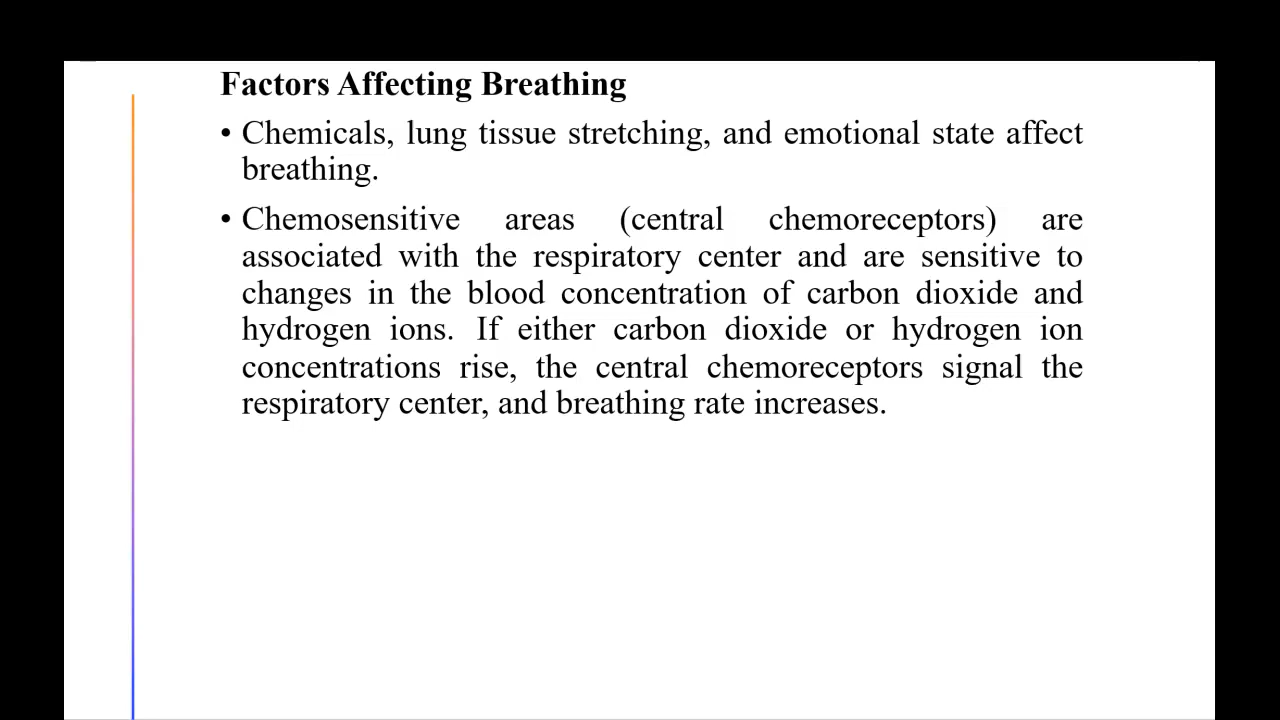 Factors Affecting Breathing
• Chemicals, lung tissue stretching, and emotional state affect
breathing.
• Chemosensitive areas (central chemoreceptors) are
associated with the respiratory center and are sensitive to
changes in the blood concentration of carbon dioxide and
hydrogen ions. If either carbon dioxide or hydrogen ion
concentrations rise, the central chemoreceptors signal the
respiratory center, and breathing rate increases.